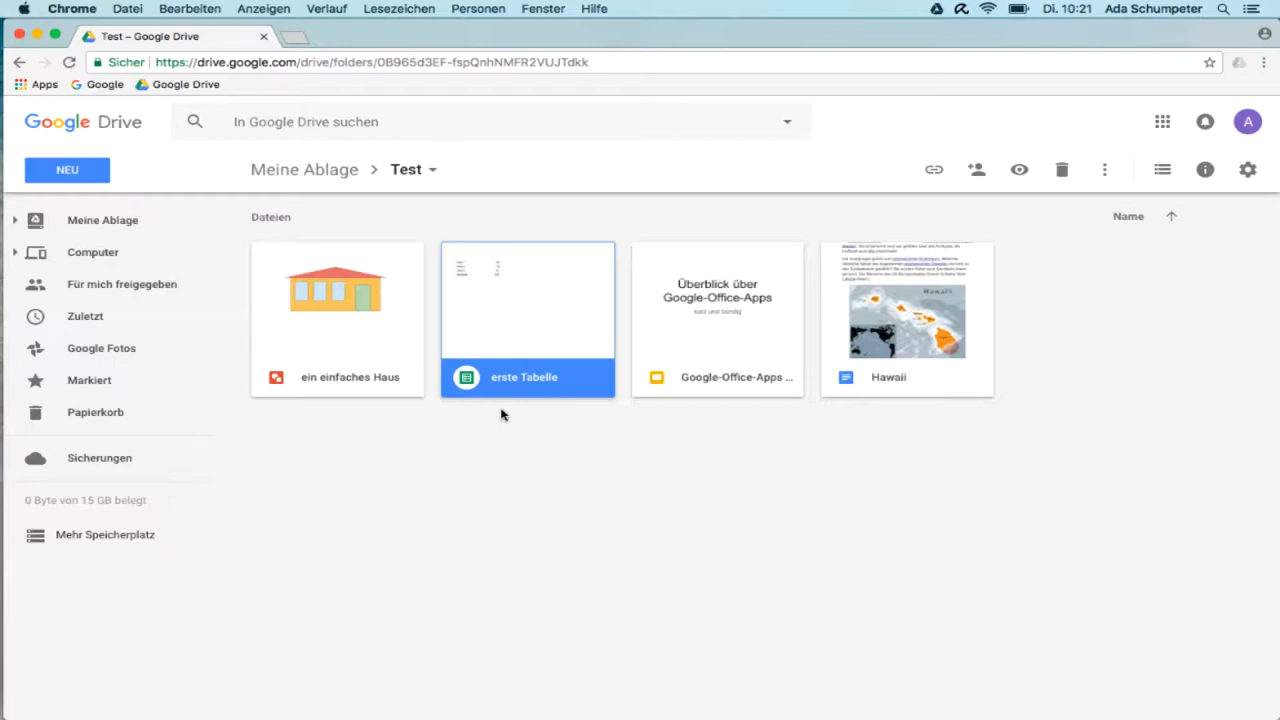 Chrome Datei Bearbeiten Anzeigen Verlauf Lesezeichen Personen Fenster Hilfe Di. 10:21 Ada Schumpeter
Test – Google Drive
Sicher https://drive.google.com/drive/folders/0B965d3EF-fspQnhNMFR2VUJTdkk
Apps Google Google Drive
Google Drive In Google Drive suchen A
NEU Meine Ablage Test
Dateien Name
Meine Ablage
Computer
Für mich freigegeben
Zuletzt
Google Fotos
Markiert
Papierkorb
Sicherungen
0 Byte von 15 GB belegt
Mehr Speicherplatz
ein einfaches Haus
erste Tabelle
Überblick über
Google-Office-Apps
kurz und bündig
Google-Office-Apps ...
Hawaii